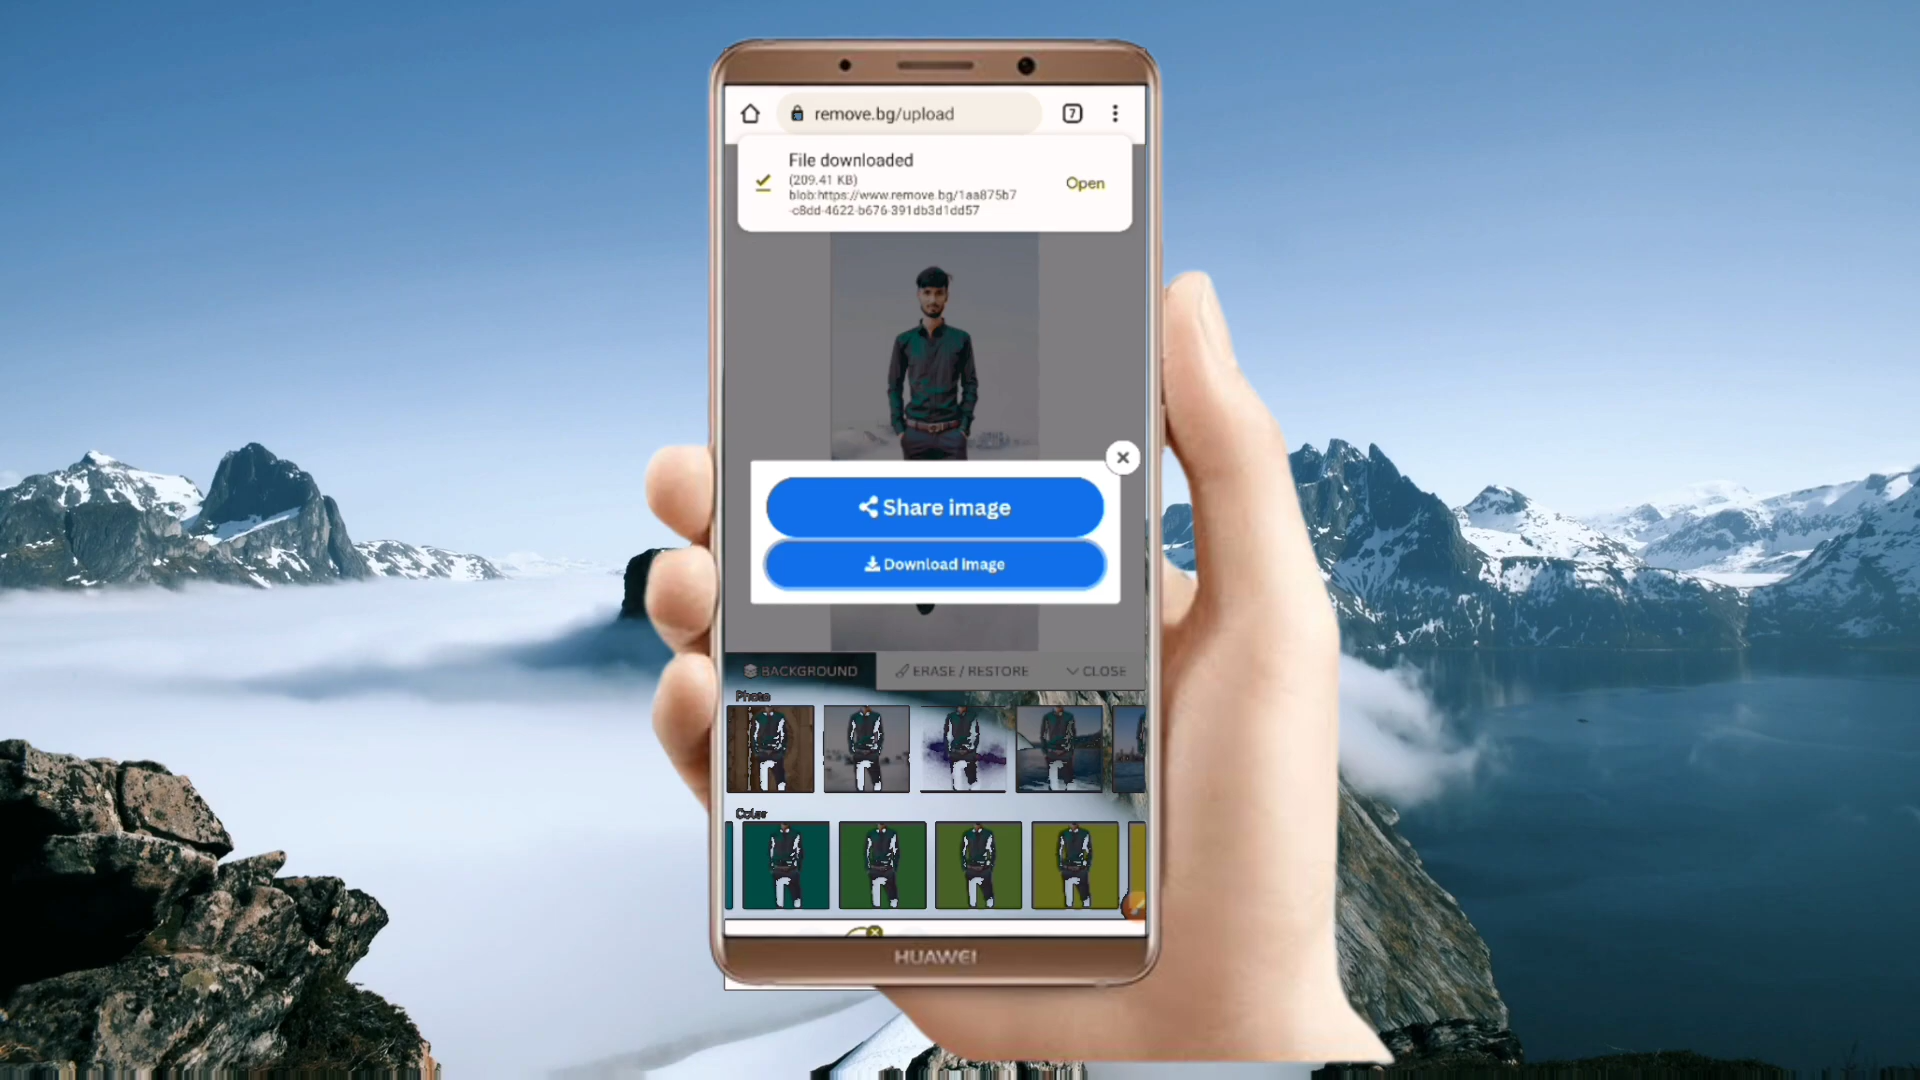 remove.bg/upload
7
File downloaded
(209.41 KB)
blob:https://www.remove.bg/1aa875b7
-c8dd-4622-b676-391db3d1dd57
Open
Share image
Download image
BACKGROUND
ERASE / RESTORE
CLOSE
Photo
Color
HUAWEI